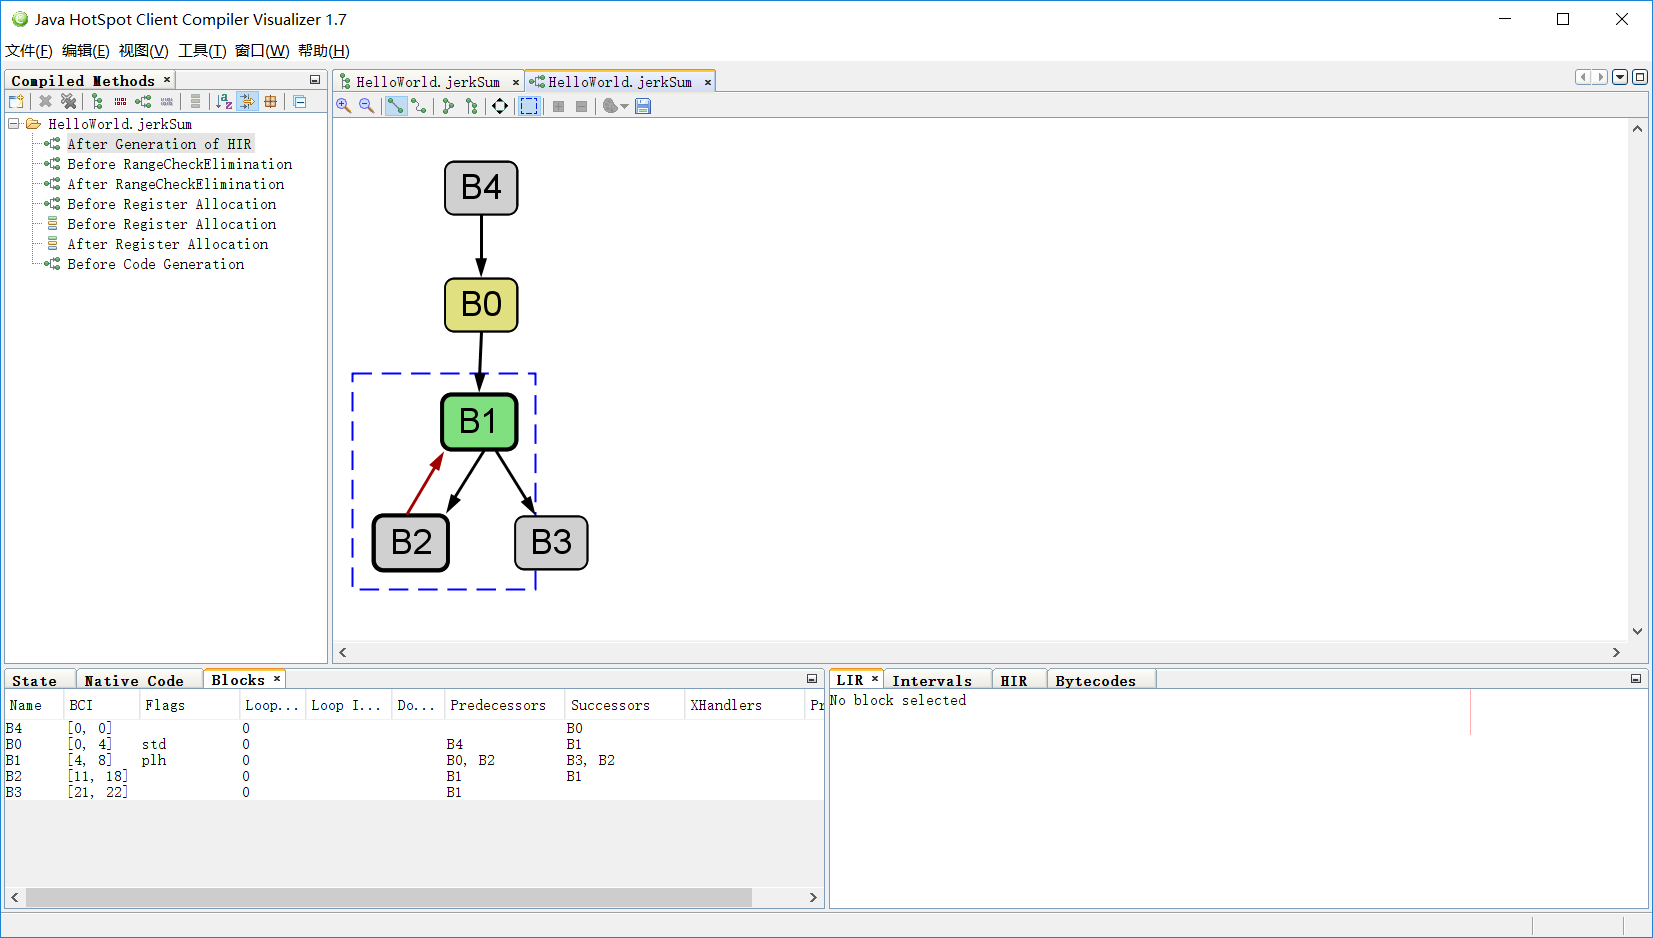 Java HotSpot Client Compiler Visualizer 1.7
文件(F) 编辑(E) 视图(V) 工具(T) 窗口(W) 帮助(H)
Compiled Methods
HelloWorld.jerkSum
After Generation of HIR
Before RangeCheckElimination
After RangeCheckElimination
Before Register Allocation
Before Register Allocation
After Register Allocation
Before Code Generation
HelloWorld.jerkSum HelloWorld.jerkSum
B4
B0
B1
B2 B3
State Native Code Blocks
Name BCI Flags Loop... Loop I... Do... Predecessors Successors XHandlers Pr
B4 [0, 0] 0 B0
B0 [0, 4] std 0 B4 B1
B1 [4, 8] plh 0 B0, B2 B3, B2
B2 [11, 18] 0 B1 B1
B3 [21, 22] 0 B1
LIR Intervals HIR Bytecodes
No block selected